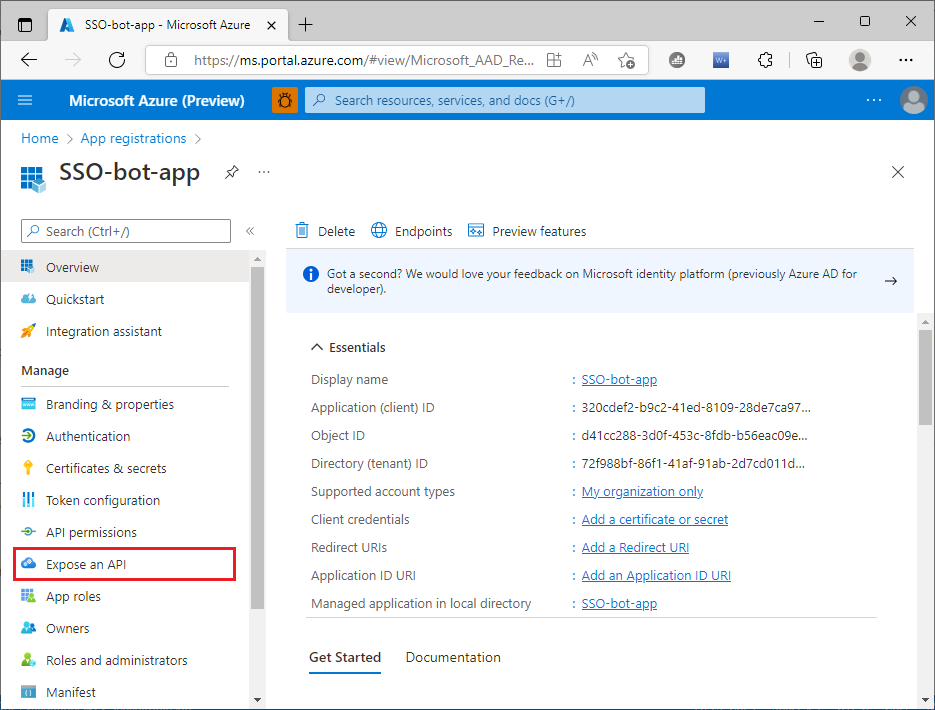 SSO-bot-app - Microsoft Azure
https://ms.portal.azure.com/#view/Microsoft_AAD_Re...
Microsoft Azure (Preview)
Search resources, services, and docs (G+/)
Home > App registrations >
SSO-bot-app
Search (Ctrl+/)
Overview
Quickstart
Integration assistant
Manage
Branding & properties
Authentication
Certificates & secrets
Token configuration
API permissions
Expose an API
App roles
Owners
Roles and administrators
Manifest
Delete Endpoints Preview features
Got a second? We would love your feedback on Microsoft identity platform (previously Azure AD for
developer).
Essentials
Display name : SSO-bot-app
Application (client) ID : 320cdef2-b9c2-41ed-8109-28de7ca97...
Object ID : d41cc288-3d0f-453c-8fdb-b56eac09e...
Directory (tenant) ID : 72f988bf-86f1-41af-91ab-2d7cd011d...
Supported account types : My organization only
Client credentials : Add a certificate or secret
Redirect URIs : Add a Redirect URI
Application ID URI : Add an Application ID URI
Managed application in local directory : SSO-bot-app
Get Started Documentation